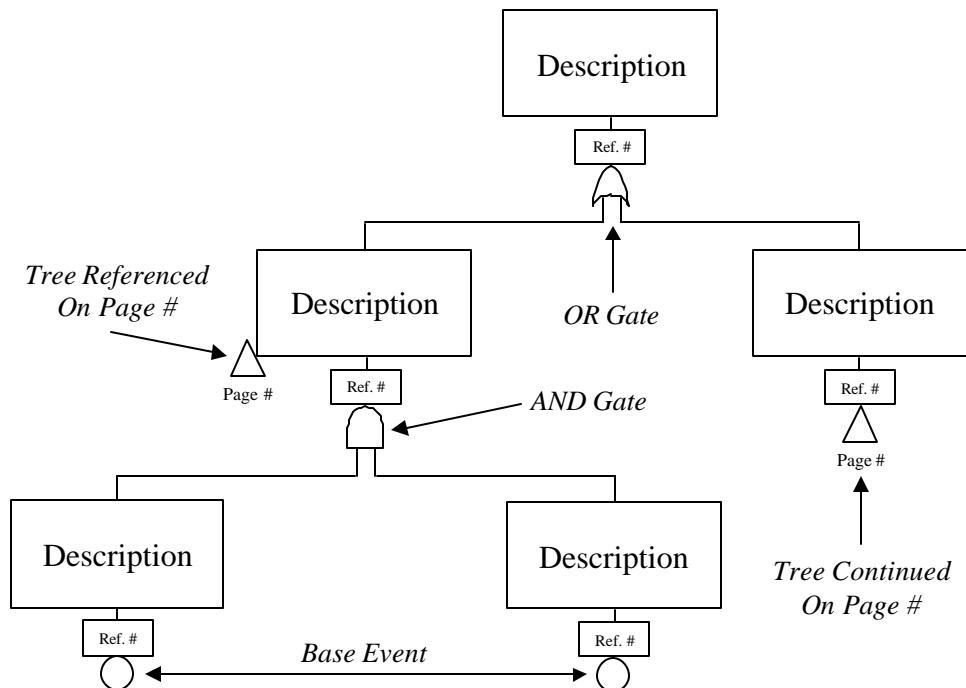 Description
Ref. #
Tree Referenced
On Page #
Description
OR Gate
Description
Page #
Ref. #
AND Gate
Ref. #
Page #
Description
Description
Tree Continued
On Page #
Ref. #
Base Event
Ref. #